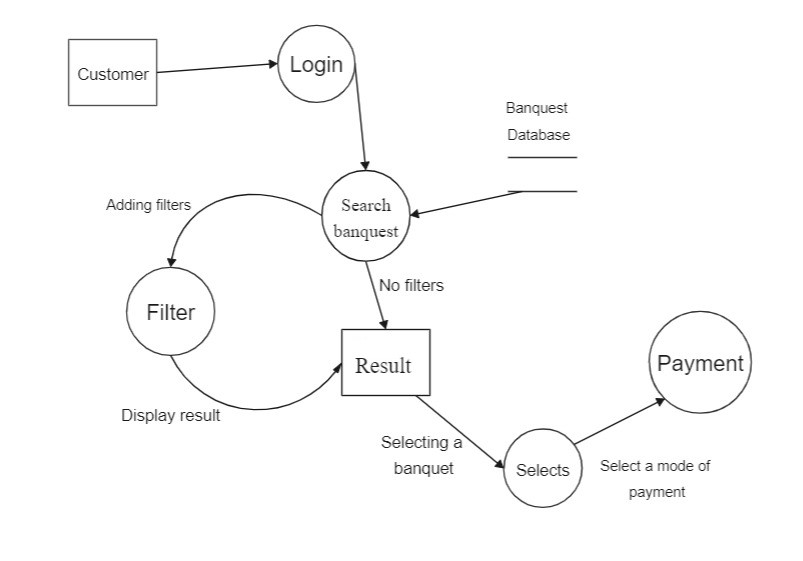 Customer
Login
Banquest
Database
Search
banquest
Adding filters
No filters
Filter
Result
Payment
Display result
Selecting a
banquet
Selects
Select a mode of
payment